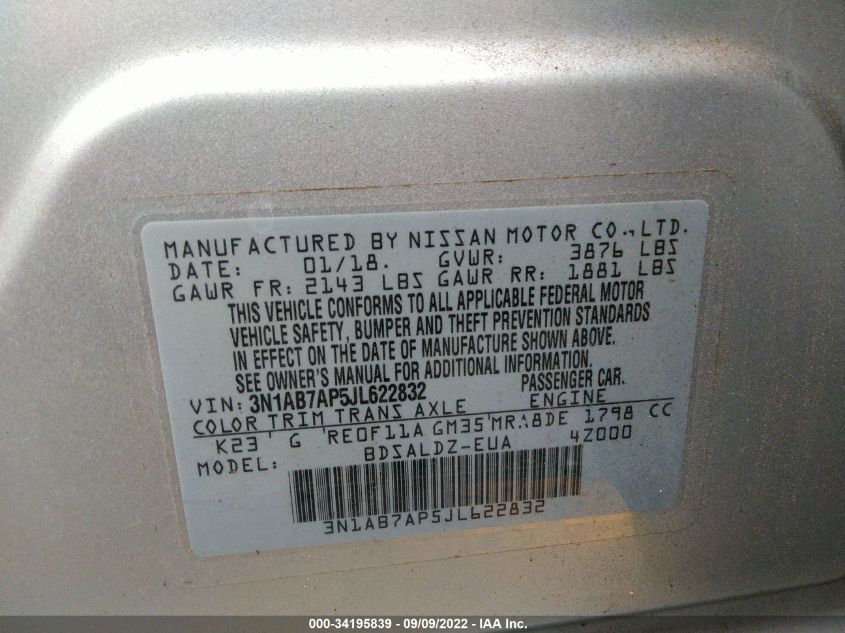 MANUFACTURED BY NISSAN MOTOR CO., LTD.
DATE: 01/18. GVWR: 3876 LBS
GAWR FR: 2143 LBS GAWR RR: 1881 LBS
THIS VEHICLE CONFORMS TO ALL APPLICABLE FEDERAL MOTOR
VEHICLE SAFETY, BUMPER AND THEFT PREVENTION STANDARDS
IN EFFECT ON THE DATE OF MANUFACTURE SHOWN ABOVE.
SEE OWNER'S MANUAL FOR ADDITIONAL INFORMATION.
VIN: 3N1AB7AP5JL622832 PASSENGER CAR.
COLOR TRIM TRANS AXLE ENGINE
K23 G RE0F11A GM35 MRA8DE 1798 CC
MODEL: BDSALDZ-EUA 4Z000
3N1AB7AP5JL622832
000-34195839 - 09/09/2022 - IAA Inc.